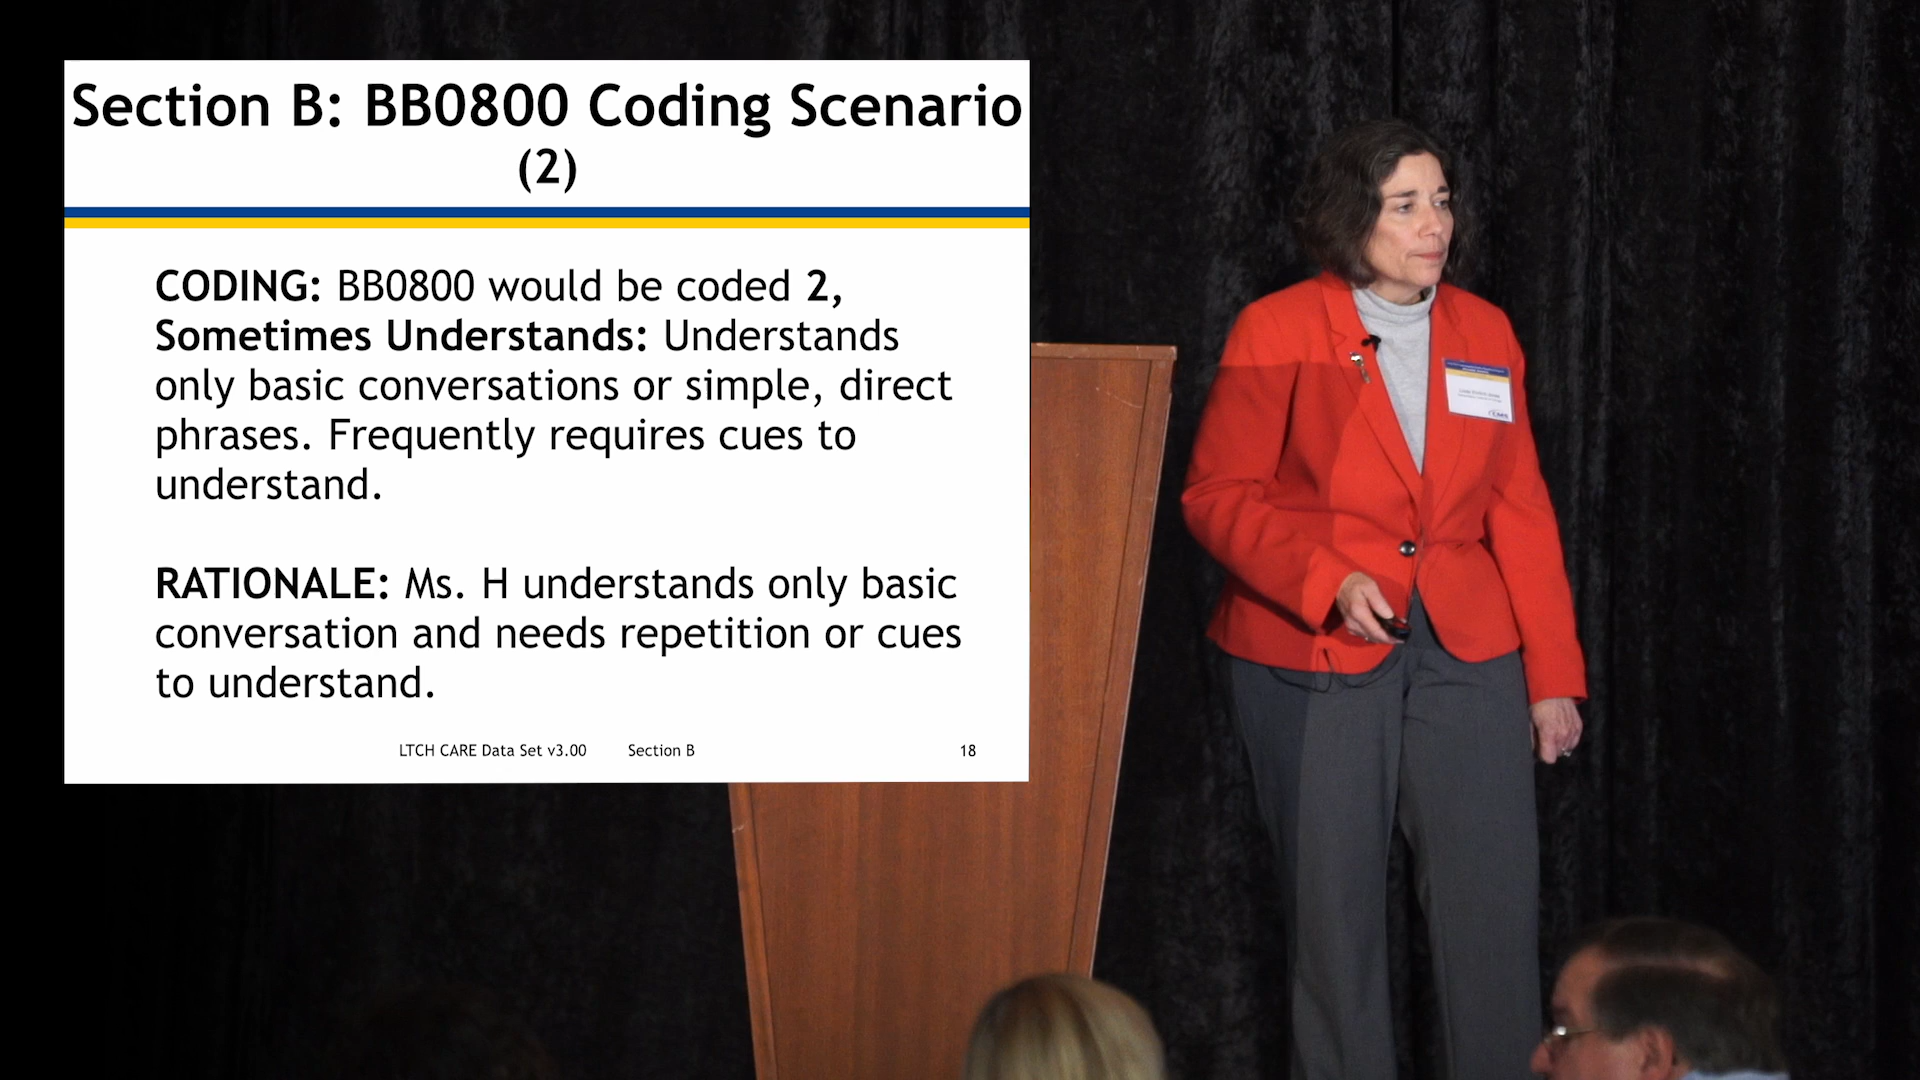 Section B: BB0800 Coding Scenario
(2)
CODING: BB0800 would be coded 2,
Sometimes Understands: Understands
only basic conversations or simple, direct
phrases. Frequently requires cues to
understand.
RATIONALE: Ms. H understands only basic
conversation and needs repetition or cues
to understand.
LTCH CARE Data Set v3.00 Section B 18